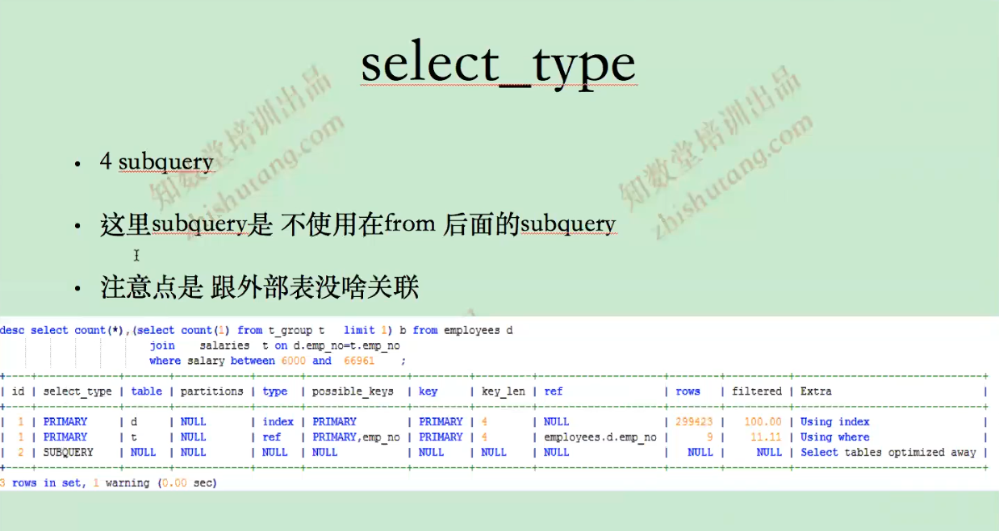 select_type
知数堂培训出品
zhishutang.com
知数堂培训出品
zhishutang.com
• 4 subquery
• 这里subquery是 不使用在from 后面的subquery
• 注意点是 跟外部表没啥关联
desc select count(*),(select count(1) from t_group t   limit 1) b from employees d
join    salaries  t on d.emp_no=t.emp_no
where salary between 6000 and  66961    ;
+----+-------------+-------+------------+-------+----------------+---------+---------+--------------------+--------+----------+------------------------------+
| id | select_type | table | partitions | type  | possible_keys  | key     | key_len | ref                | rows   | filtered | Extra                        |
+----+-------------+-------+------------+-------+----------------+---------+---------+--------------------+--------+----------+------------------------------+
|  1 | PRIMARY     | d     | NULL       | index | PRIMARY        | PRIMARY | 4       | NULL               | 299423 |   100.00 | Using index                  |
|  1 | PRIMARY     | t     | NULL       | ref   | PRIMARY,emp_no | PRIMARY | 4       | employees.d.emp_no |      9 |    11.11 | Using where                  |
|  2 | SUBQUERY    | NULL  | NULL       | NULL  | NULL           | NULL    | NULL    | NULL               |   NULL |     NULL | Select tables optimized away |
+----+-------------+-------+------------+-------+----------------+---------+---------+--------------------+--------+----------+------------------------------+
3 rows in set, 1 warning (0.00 sec)